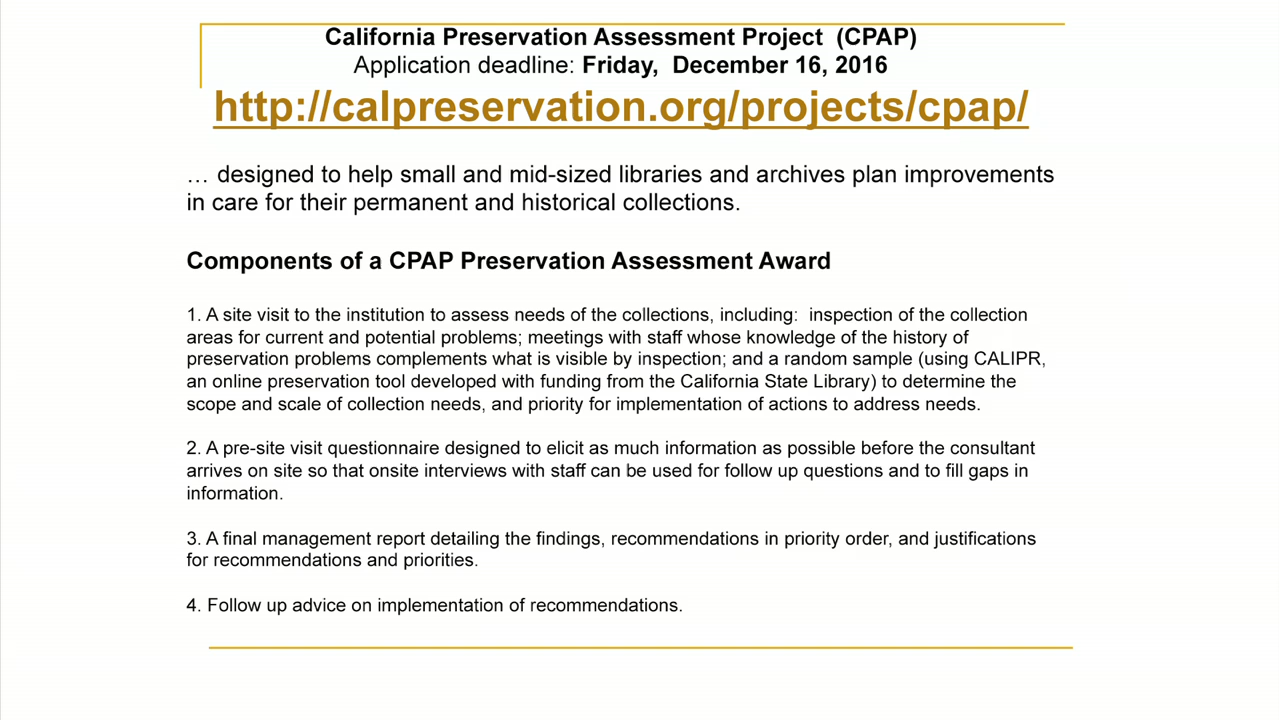 California Preservation Assessment Project (CPAP)
Application deadline: Friday, December 16, 2016
http://calpreservation.org/projects/cpap/
… designed to help small and mid-sized libraries and archives plan improvements
in care for their permanent and historical collections.
Components of a CPAP Preservation Assessment Award
1. A site visit to the institution to assess needs of the collections, including: inspection of the collection
areas for current and potential problems; meetings with staff whose knowledge of the history of
preservation problems complements what is visible by inspection; and a random sample (using CALIPR,
an online preservation tool developed with funding from the California State Library) to determine the
scope and scale of collection needs, and priority for implementation of actions to address needs.
2. A pre-site visit questionnaire designed to elicit as much information as possible before the consultant
arrives on site so that onsite interviews with staff can be used for follow up questions and to fill gaps in
information.
3. A final management report detailing the findings, recommendations in priority order, and justifications
for recommendations and priorities.
4. Follow up advice on implementation of recommendations.